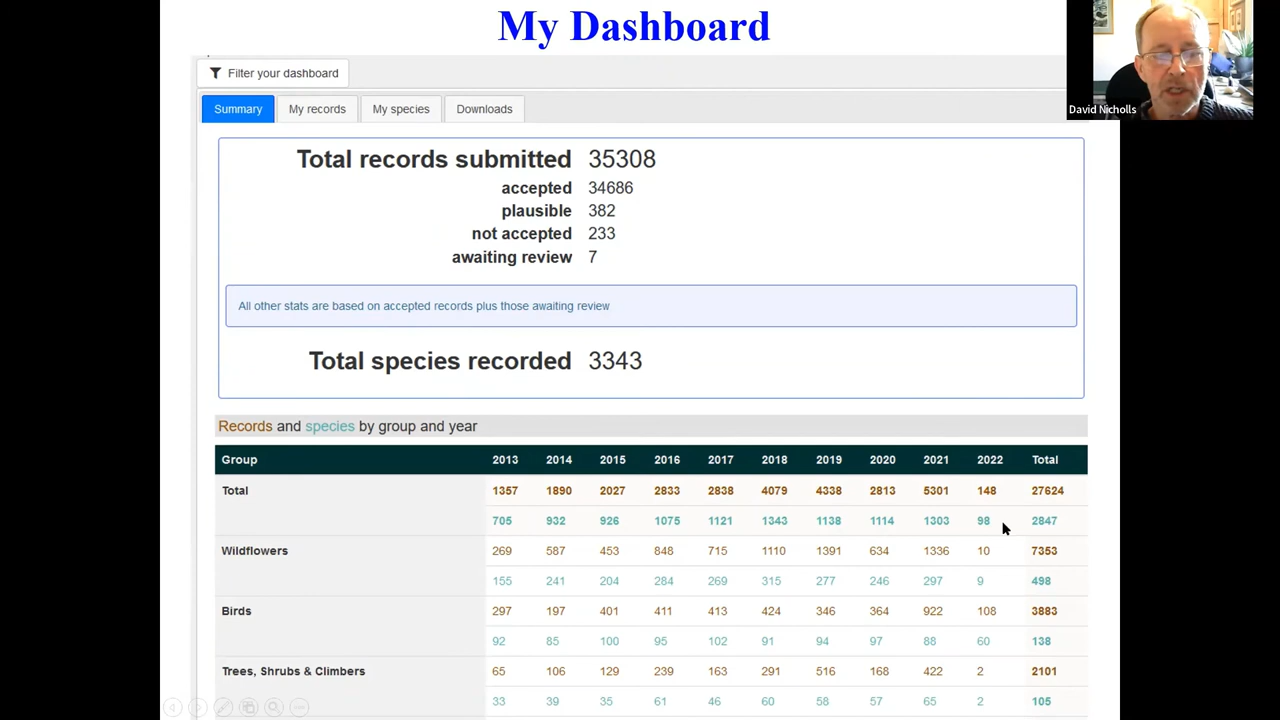 My Dashboard
David Nicholls
Filter your dashboard
Summary My records My species Downloads
Total records submitted 35308
accepted 34686
plausible 382
not accepted 233
awaiting review 7
All other stats are based on accepted records plus those awaiting review
Total species recorded 3343
Records and species by group and year
Group 2013 2014 2015 2016 2017 2018 2019 2020 2021 2022 Total
Total 1357 1890 2027 2833 2838 4079 4338 2813 5301 148 27624
705 932 926 1075 1121 1343 1138 1114 1303 98 2847
Wildflowers 269 587 453 848 715 1110 1391 634 1336 10 7353
155 241 204 284 269 315 277 246 297 9 498
Birds 297 197 401 411 413 424 346 364 922 108 3883
92 85 100 95 102 91 94 97 88 60 138
Trees, Shrubs & Climbers 65 106 129 239 163 291 516 168 422 2 2101
33 39 35 61 46 60 58 57 65 2 105